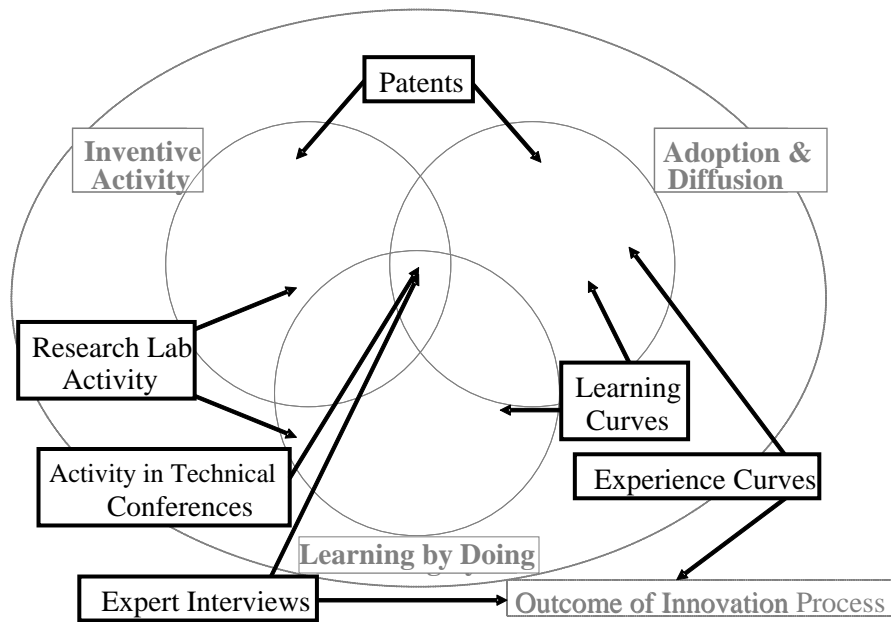 Patents
Inventive
Activity
Adoption &
Diffusion
Research Lab
Activity
Learning
Curves
Activity in Technical
Conferences
Experience Curves
Learning by Doing
Expert Interviews
Outcome of Innovation Process